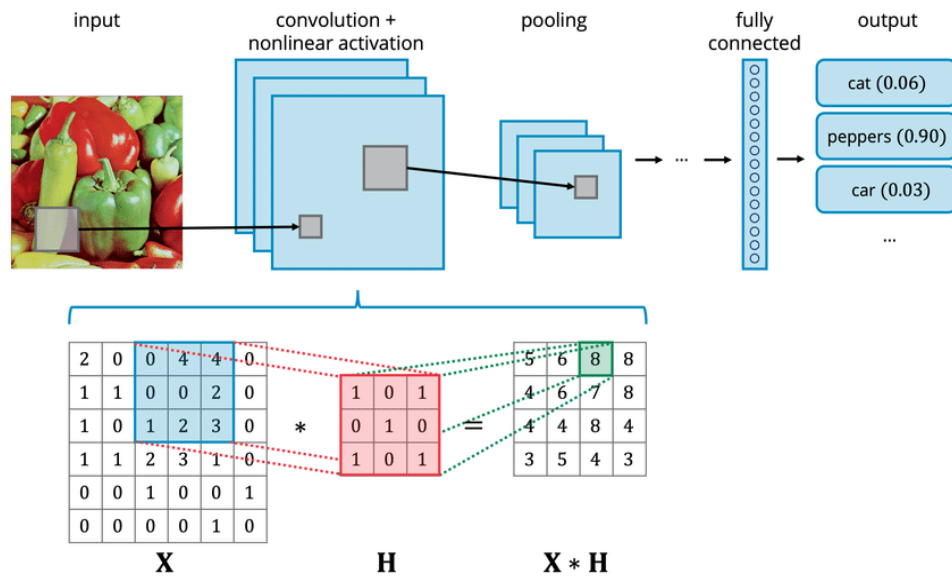 input
convolution +
nonlinear activation
pooling
fully
connected
output
cat (0.06)
peppers (0.90)
car (0.03)
...
...
2 0 0 4 4 0
1 1 0 0 2 0
1 0 1 2 3 0
1 1 2 3 1 0
0 0 1 0 0 1
0 0 0 0 1 0
*
1 0 1
0 1 0
1 0 1
=
5 6 8 8
4 6 7 8
4 4 8 4
3 5 4 3
X
H
X * H